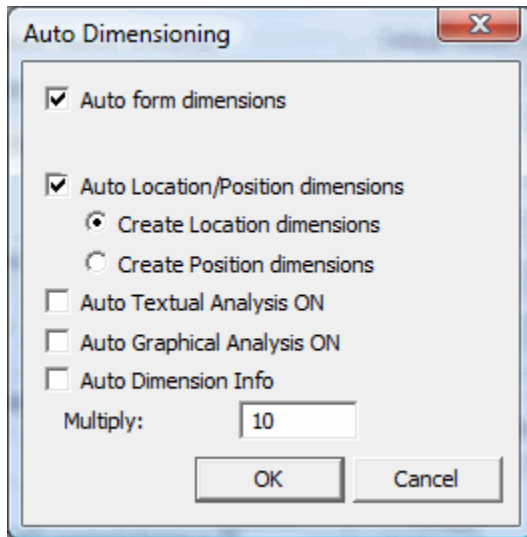 Auto Dimensioning
Auto form dimensions
Auto Location/Position dimensions
Create Location dimensions
Create Position dimensions
Auto Textual Analysis ON
Auto Graphical Analysis ON
Auto Dimension Info
Multiply: 10
OK Cancel